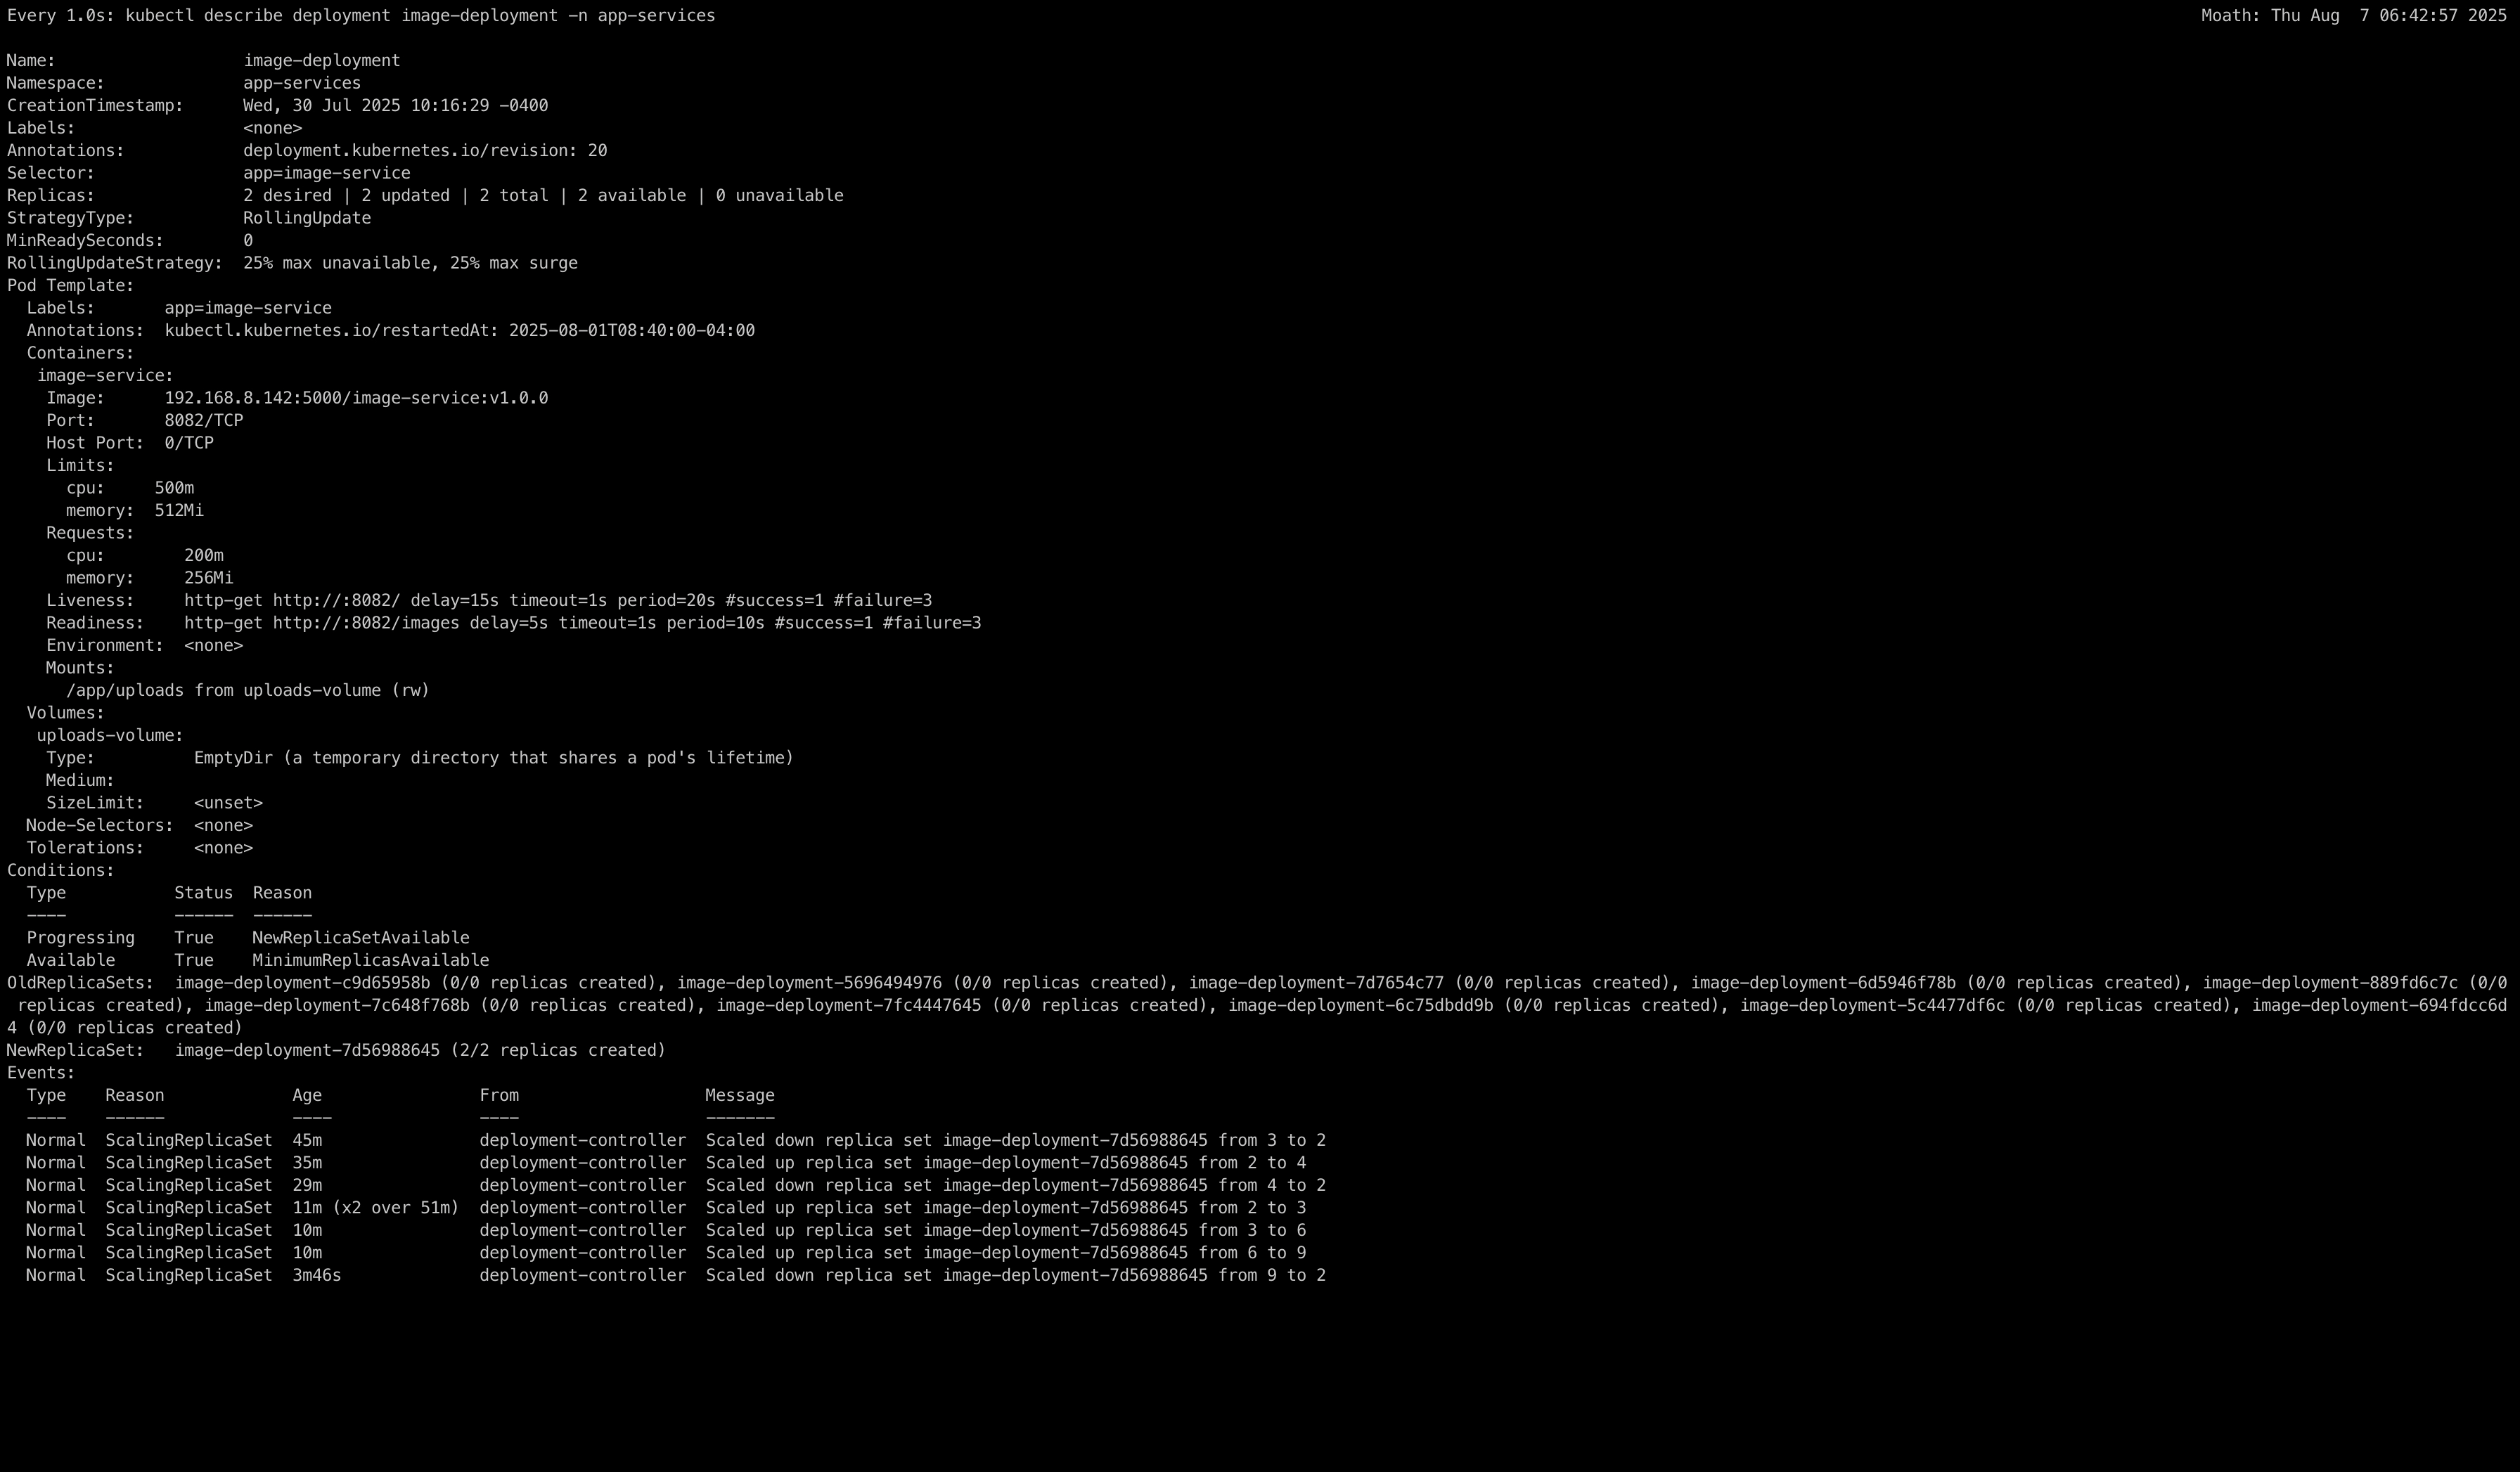 Every 1.0s: kubectl describe deployment image-deployment -n app-services                    Moath: Thu Aug  7 06:42:57 2025

Name:                   image-deployment
Namespace:              app-services
CreationTimestamp:      Wed, 30 Jul 2025 10:16:29 -0400
Labels:                 <none>
Annotations:            deployment.kubernetes.io/revision: 20
Selector:               app=image-service
Replicas:               2 desired | 2 updated | 2 total | 2 available | 0 unavailable
StrategyType:           RollingUpdate
MinReadySeconds:        0
RollingUpdateStrategy:  25% max unavailable, 25% max surge
Pod Template:
  Labels:       app=image-service
  Annotations:  kubectl.kubernetes.io/restartedAt: 2025-08-01T08:40:00-04:00
  Containers:
   image-service:
    Image:      192.168.8.142:5000/image-service:v1.0.0
    Port:       8082/TCP
    Host Port:  0/TCP
    Limits:
      cpu:     500m
      memory:  512Mi
    Requests:
      cpu:        200m
      memory:     256Mi
    Liveness:     http-get http://:8082/ delay=15s timeout=1s period=20s #success=1 #failure=3
    Readiness:    http-get http://:8082/images delay=5s timeout=1s period=10s #success=1 #failure=3
    Environment:  <none>
    Mounts:
      /app/uploads from uploads-volume (rw)
  Volumes:
   uploads-volume:
    Type:          EmptyDir (a temporary directory that shares a pod's lifetime)
    Medium:
    SizeLimit:     <unset>
  Node-Selectors:  <none>
  Tolerations:     <none>
Conditions:
  Type           Status  Reason
  ----           ------  ------
  Progressing    True    NewReplicaSetAvailable
  Available      True    MinimumReplicasAvailable
OldReplicaSets:  image-deployment-c9d65958b (0/0 replicas created), image-deployment-5696494976 (0/0 replicas created), image-deployment-7d7654c77 (0/0 replicas created), image-deployment-6d5946f78b (0/0 replicas created), image-deployment-889fd6c7c (0/0
 replicas created), image-deployment-7c648f768b (0/0 replicas created), image-deployment-7fc4447645 (0/0 replicas created), image-deployment-6c75dbdd9b (0/0 replicas created), image-deployment-5c4477df6c (0/0 replicas created), image-deployment-694fdcc6d
4 (0/0 replicas created)
NewReplicaSet:   image-deployment-7d56988645 (2/2 replicas created)
Events:
  Type    Reason             Age                From                   Message
  ----    ------             ----               ----                   -------
  Normal  ScalingReplicaSet  45m                deployment-controller  Scaled down replica set image-deployment-7d56988645 from 3 to 2
  Normal  ScalingReplicaSet  35m                deployment-controller  Scaled up replica set image-deployment-7d56988645 from 2 to 4
  Normal  ScalingReplicaSet  29m                deployment-controller  Scaled down replica set image-deployment-7d56988645 from 4 to 2
  Normal  ScalingReplicaSet  11m (x2 over 51m)  deployment-controller  Scaled up replica set image-deployment-7d56988645 from 2 to 3
  Normal  ScalingReplicaSet  10m                deployment-controller  Scaled up replica set image-deployment-7d56988645 from 3 to 6
  Normal  ScalingReplicaSet  10m                deployment-controller  Scaled up replica set image-deployment-7d56988645 from 6 to 9
  Normal  ScalingReplicaSet  3m46s              deployment-controller  Scaled down replica set image-deployment-7d56988645 from 9 to 2